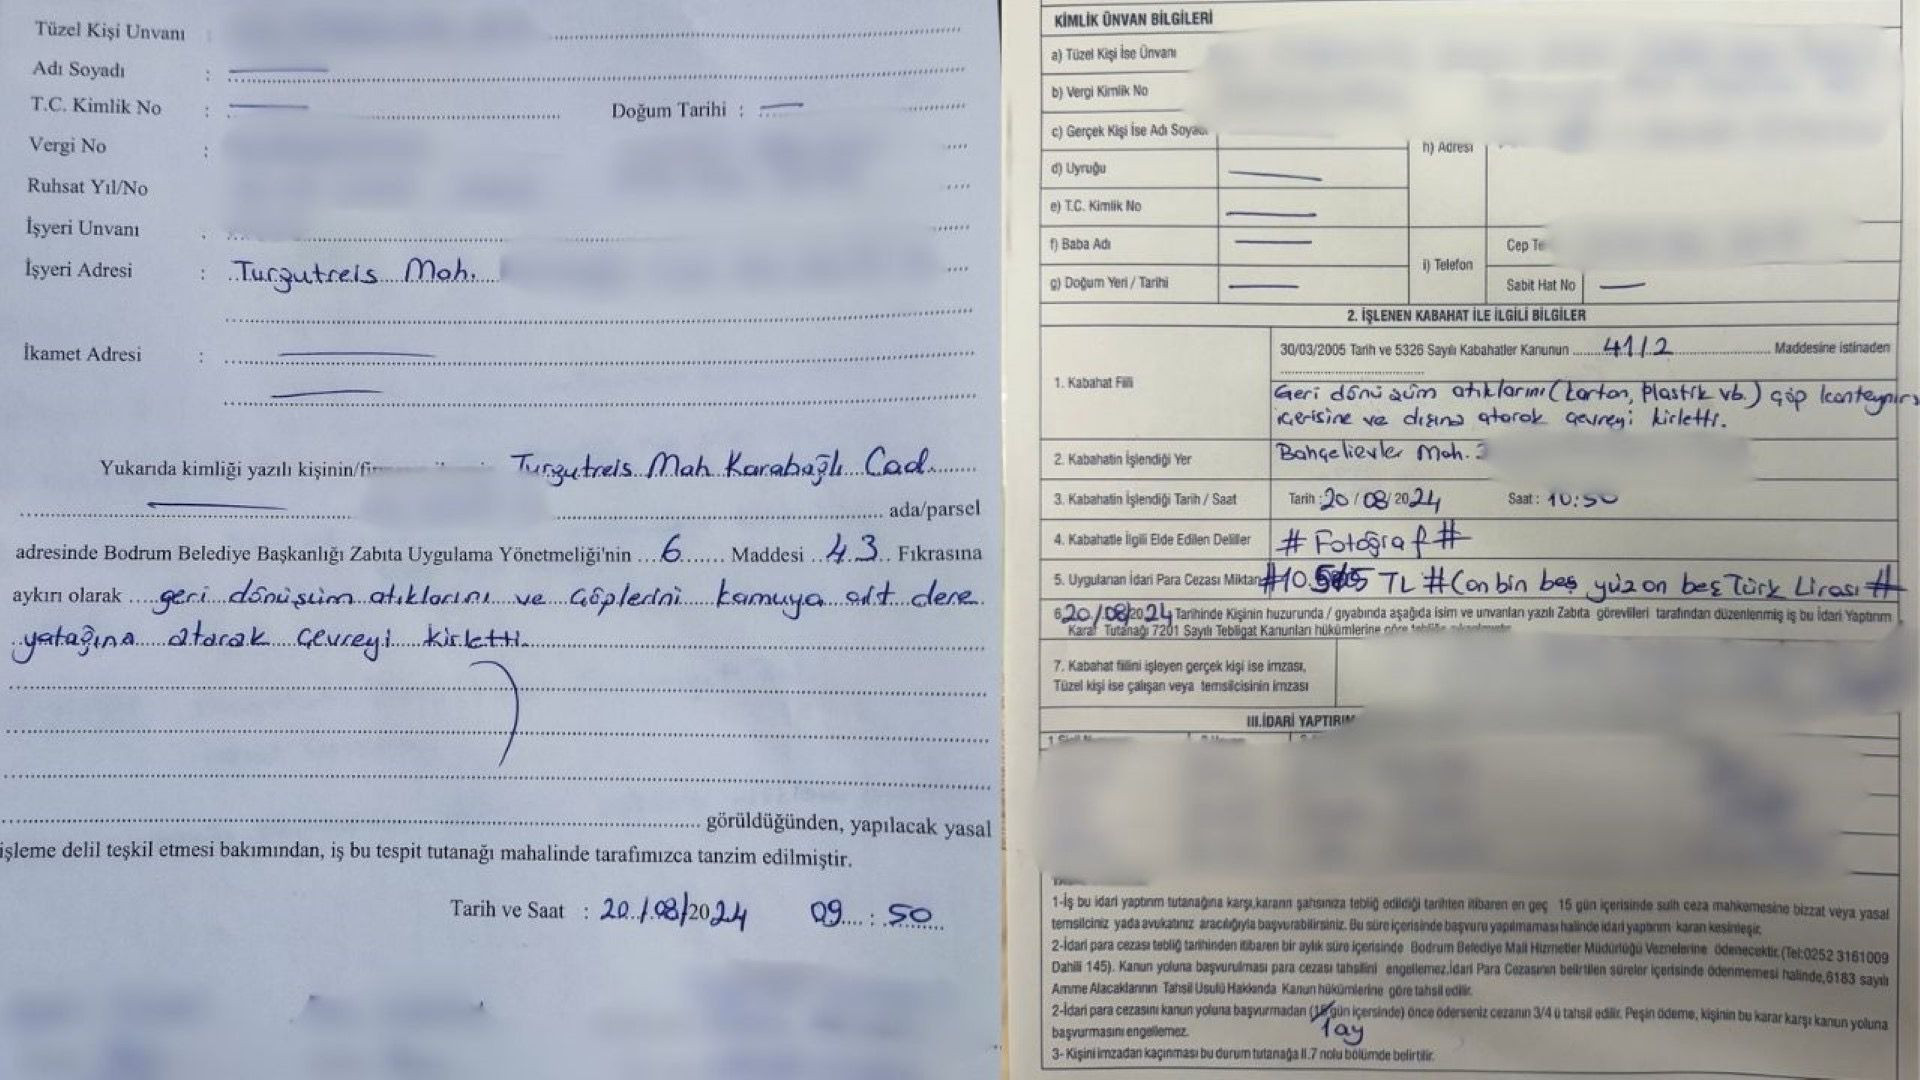 Tüzel Kişi Unvanı :
Adı Soyadı :
T.C. Kimlik No : Doğum Tarihi :
Vergi No :
Ruhsat Yıl/No
İşyeri Unvanı
İşyeri Adresi : Turgutreis Mah.
İkamet Adresi :
Yukarıda kimliği yazılı kişinin/ Turgutreis Mah Karabağlı Cad
ada/parsel
adresinde Bodrum Belediye Başkanlığı Zabıta Uygulama Yönetmeliği'nin 6 Maddesi 43 Fıkrasına
aykırı olarak geri dönüşüm atıklarını ve çöplerini kamuya ait dere
yatağına atarak çevreyi kirletti.
görüldüğünden, yapılacak yasal
işleme delil teşkil etmesi bakımından, iş bu tespit tutanağı mahalinde tarafımızca tanzim edilmiştir.
Tarih ve Saat : 20/08/2024 09:50
KİMLİK ÜNVAN BİLGİLERİ
a) Tüzel Kişi İse Ünvanı
b) Vergi Kimlik No
c) Gerçek Kişi İse Adı Soyadı
d) Uyruğu
e) T.C. Kimlik No
f) Baba Adı
g) Doğum Yeri / Tarihi
h) Adresi
i) Telefon
Cep Te
Sabit Hat No
2. İŞLENEN KABAHAT İLE İLGİLİ BİLGİLER
1. Kabahat Fiili
30/03/2005 Tarih ve 5326 Sayılı Kabahatler Kanunun 41/2 Maddesine istinaden
Geri dönüşüm atıklarını (karton, plastik vb.) çöp konteynırı
içerisine ve dışına atarak çevreyi kirletti.
2. Kabahatin İşlendiği Yer Bahçelievler Mah.
3. Kabahatin İşlendiği Tarih / Saat Tarih : 20/08/2024 Saat : 10:50
4. Kabahatle İlgili Elde Edilen Deliller # Fotoğraf #
5. Uygulanan İdari Para Cezası Miktarı #10.515 TL # (on bin beş yüz on beş Türk Lirası #
6 20/08/2024 Tarihinde Kişinin huzurunda / gıyabında aşağıda isim ve unvanları yazılı Zabıta görevlileri tarafından düzenlenmiş iş bu İdari Yaptırım
Karar Tutanağı 7201 Sayılı Tebligat Kanunları hükümlerine göre
7. Kabahat fiilini işleyen gerçek kişi ise imzası,
Tüzel kişi ise çalışan veya temsilcisinin imzası
III.İDARİ YAPTIRIM
1-İş bu idari yaptırım tutanağına karşı,kararın şahsınıza tebliğ edildiği tarihten itibaren en geç 15 gün içerisinde sulh ceza mahkemesine bizzat veya yasal
temsilciniz yada avukatınız aracılığıyla başvurabilirsiniz. Bu süre içerisinde başvuru yapılmaması halinde idari yaptırım kararı kesinleşir.
2-İdari para cezası tebliğ tarihinden itibaren bir aylık süre içerisinde Bodrum Belediye Mali Hizmetler Müdürlüğü Veznelerine ödenecektir.(Tel:0252 3161009
Dahili 145). Kanun yoluna başvurulması para cezası tahsilini engellemez.İdari Para Cezasının belirtilen süreler içerisinde ödenmemesi halinde,6183 sayılı
Amme Alacaklarının Tahsil Usulü Hakkında Kanun hükümlerine göre tahsil edilir.
2-İdari para cezasını kanun yoluna başvurmadan (15 gün içersinde) önce öderseniz cezanın 3/4 ü tahsil edilir. Peşin ödeme, kişinin bu karar karşı kanun yoluna
başvurmasını engellemez. 1 ay
3- Kişini imzadan kaçınması bu durum tutanağa II.7 nolu bölümde belirtilir.